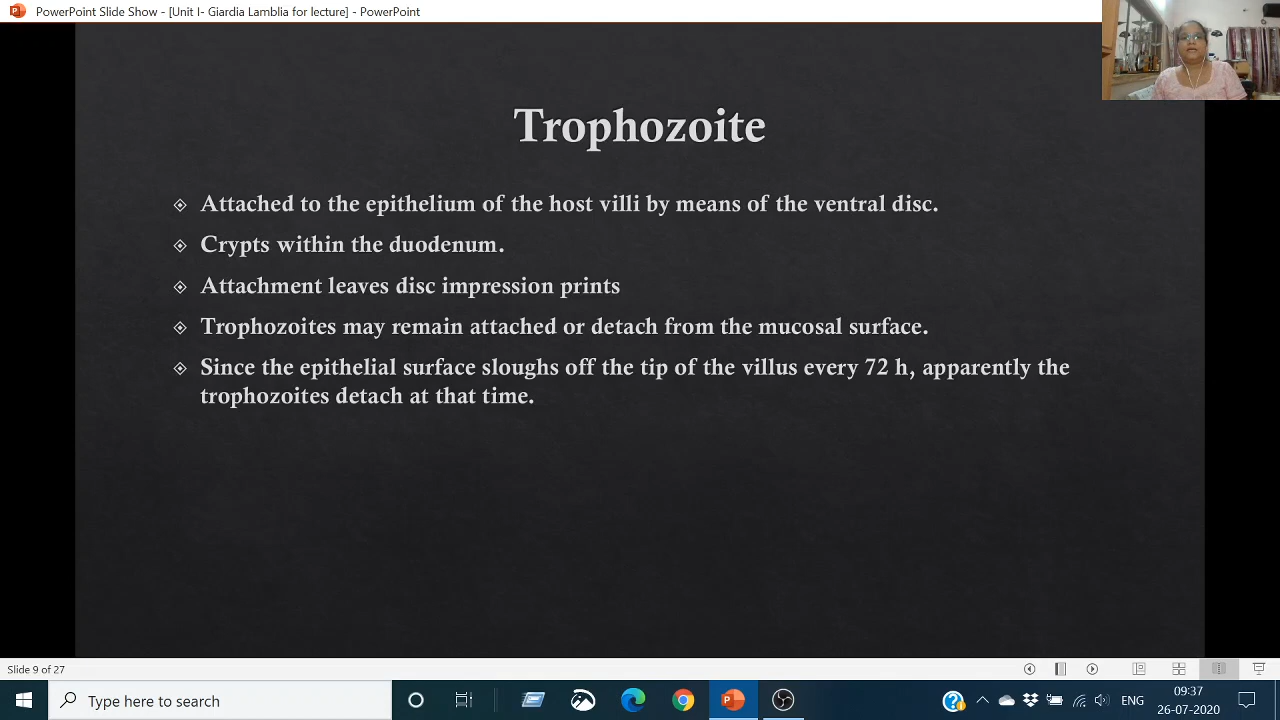 PowerPoint Slide Show - [Unit I- Giardia Lamblia for lecture] - PowerPoint
Trophozoite
Attached to the epithelium of the host villi by means of the ventral disc.
Crypts within the duodenum.
Attachment leaves disc impression prints
Trophozoites may remain attached or detach from the mucosal surface.
Since the epithelial surface sloughs off the tip of the villus every 72 h, apparently the
trophozoites detach at that time.
Slide 9 of 27
Type here to search
ENG
09:37
26-07-2020